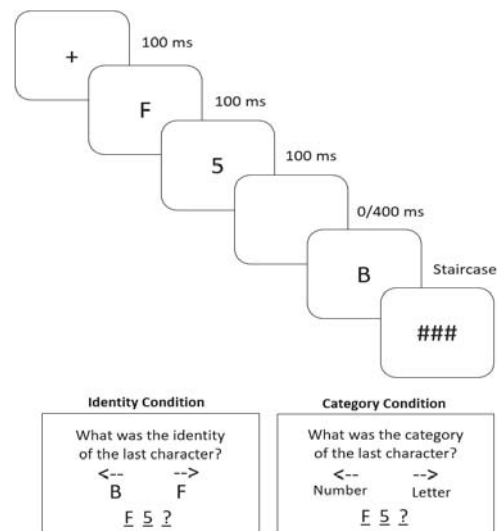 +
100 ms
F
100 ms
5
100 ms
0/400 ms
B
Staircase
###
Identity Condition
What was the identity
of the last character?
<-- -->
B F
F 5 ?
Category Condition
What was the category
of the last character?
<-- -->
Number Letter
F 5 ?